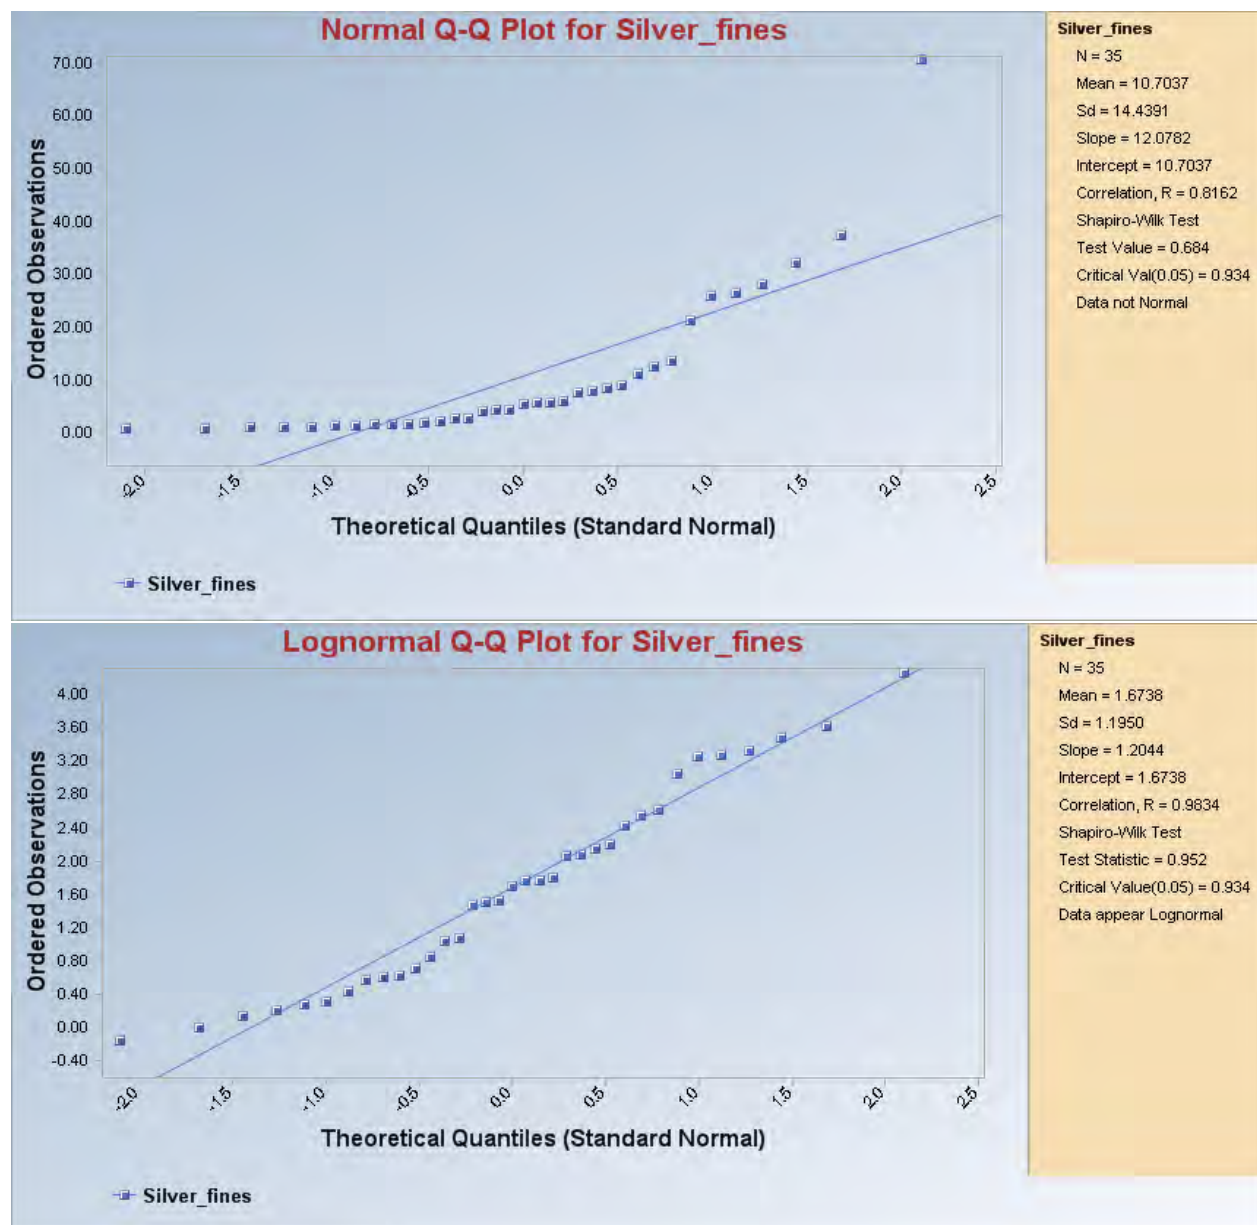 Normal Q-Q Plot for Silver_fines
Ordered Observations
70.00
60.00
50.00
40.00
30.00
20.00
10.00
0.00
-2.0 -1.5 -1.0 -0.5 0.0 0.5 1.0 1.5 2.0 2.5
Theoretical Quantiles (Standard Normal)
Silver_fines
Silver_fines
N = 35
Mean = 10.7037
Sd = 14.4391
Slope = 12.0782
Intercept = 10.7037
Correlation, R = 0.8162
Shapiro-Wilk Test
Test Value = 0.684
Critical Val(0.05) = 0.934
Data not Normal
Lognormal Q-Q Plot for Silver_fines
Ordered Observations
4.00
3.60
3.20
2.80
2.40
2.00
1.60
1.20
0.80
0.40
0.00
-0.40
-2.0 -1.5 -1.0 -0.5 0.0 0.5 1.0 1.5 2.0 2.5
Theoretical Quantiles (Standard Normal)
Silver_fines
Silver_fines
N = 35
Mean = 1.6738
Sd = 1.1950
Slope = 1.2044
Intercept = 1.6738
Correlation, R = 0.9834
Shapiro-Wilk Test
Test Statistic = 0.952
Critical Value(0.05) = 0.934
Data appear Lognormal